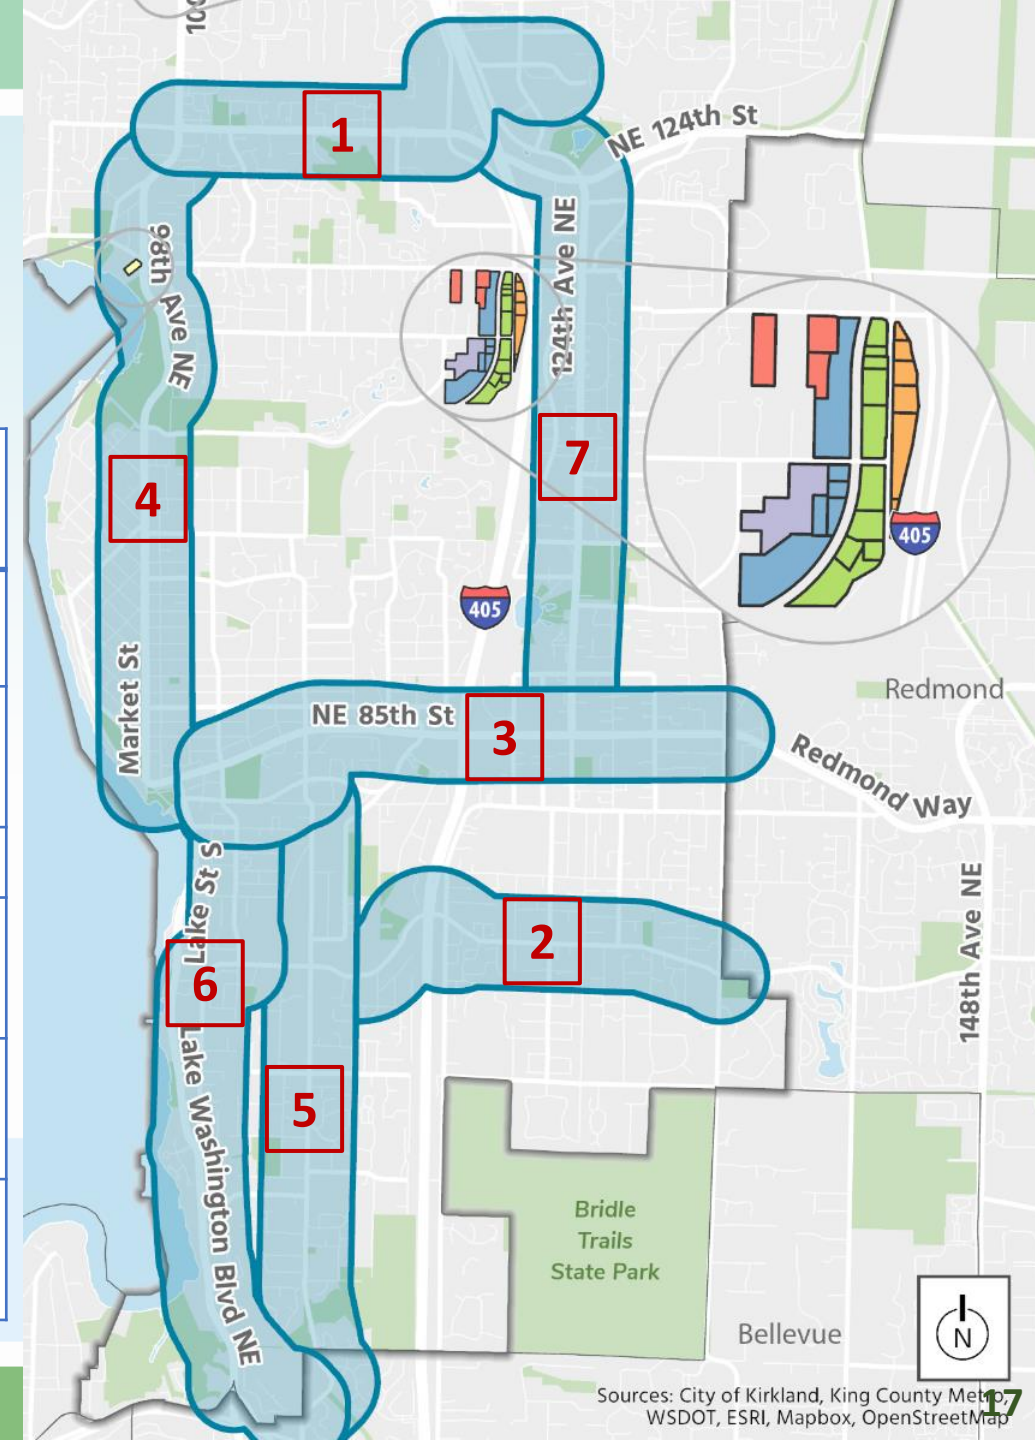 100
1
NE 124th St
98th Ave NE
124th Ave NE
7
4
405
405
Market St
NE 85th St
3
Redmond
Redmond Way
Lake St S
2
6
148th Ave NE
Lake Washington Blvd NE
5
Bridle
Trails
State Park
Bellevue
N
Sources: City of Kirkland, King County Metro,
WSDOT, ESRI, Mapbox, OpenStreetMap
17